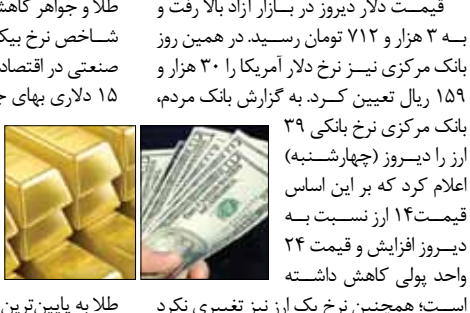 قیمت دلار دیروز در بازار آزاد بالا رفت و
به ۳ هزار و ۷۱۲ تومان رسید. در همین روز
بانک مرکزی نیز نرخ دلار آمریکا را ۳۰ هزار و
۱۵۹ ریال تعیین کرد. به گزارش بانک مردم،
بانک مرکزی نرخ بانکی ۳۹
ارز را دیروز (چهارشنبه)
اعلام کرد که بر این اساس
قیمت۱۴ ارز نسبت به
دیروز افزایش و قیمت ۲۴
واحد پولی کاهش داشته
است؛ همچنین نرخ یک ارز نیز تغییری نکرد
طلا و جواهر
شاخص نرخ
صنعتی در اقتصاد
۱۵ دلاری بهای
طلا به پایین‌ترین